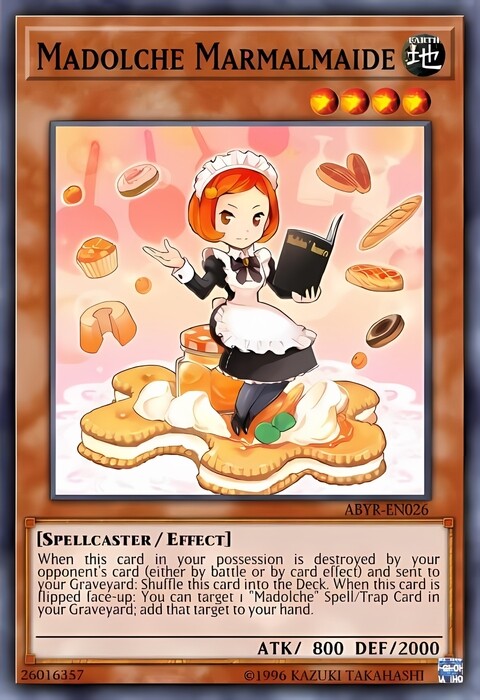 MADOLCHE MARMALMAIDE
EARTH
地
ABYR-EN026
[SPELLCASTER / EFFECT]
When this card in your possession is destroyed by your
opponent's card (either by battle or by card effect) and sent to
your Graveyard: Shuffle this card into the Deck. When this card is
flipped face-up: You can target 1 "Madolche" Spell/Trap Card in
your Graveyard; add that target to your hand.
ATK/ 800 DEF/2000
26016357
©1996 KAZUKI TAKAHASHI